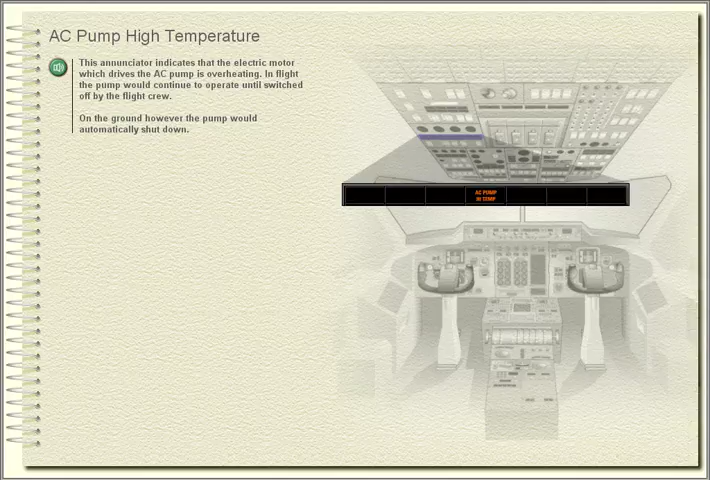 AC Pump High Temperature
This annunciator indicates that the electric motor
which drives the AC pump is overheating. In flight
the pump would continue to operate until switched
off by the flight crew.
On the ground however the pump would
automatically shut down.
AC PUMP
HI TEMP